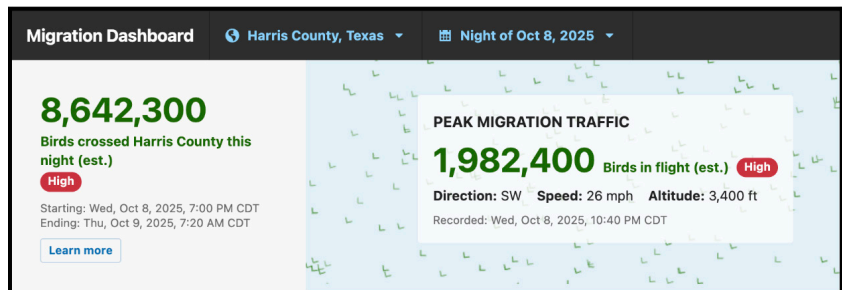 Migration Dashboard
Harris County, Texas
Night of Oct 8, 2025
8,642,300
Birds crossed Harris County this
night (est.)
High
Starting: Wed, Oct 8, 2025, 7:00 PM CDT
Ending: Thu, Oct 9, 2025, 7:20 AM CDT
Learn more
PEAK MIGRATION TRAFFIC
1,982,400 Birds in flight (est.) High
Direction: SW Speed: 26 mph Altitude: 3,400 ft
Recorded: Wed, Oct 8, 2025, 10:40 PM CDT